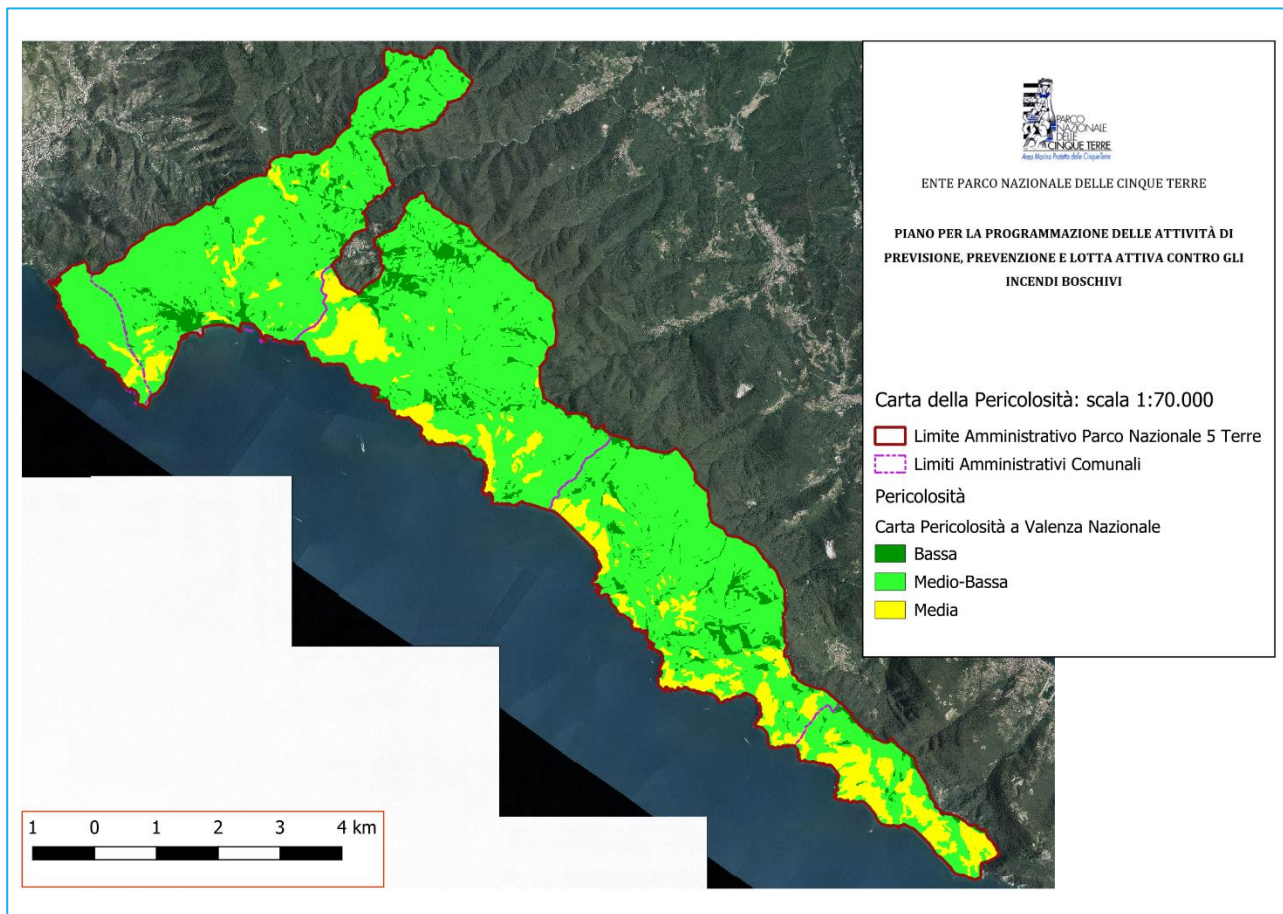 PARCO
NAZIONALE
DELLE
CINQUE TERRE
Area Marina Protetta delle CinqueTerre
ENTE PARCO NAZIONALE DELLE CINQUE TERRE
PIANO PER LA PROGRAMMAZIONE DELLE ATTIVITÀ DI
PREVISIONE, PREVENZIONE E LOTTA ATTIVA CONTRO GLI
INCENDI BOSCHIVI
Carta della Pericolosità: scala 1:70.000
Limite Amministrativo Parco Nazionale 5 Terre
Limiti Amministrativi Comunali
Pericolosità
Carta Pericolosità a Valenza Nazionale
Bassa
Medio-Bassa
Media
1 0 1 2 3 4 km